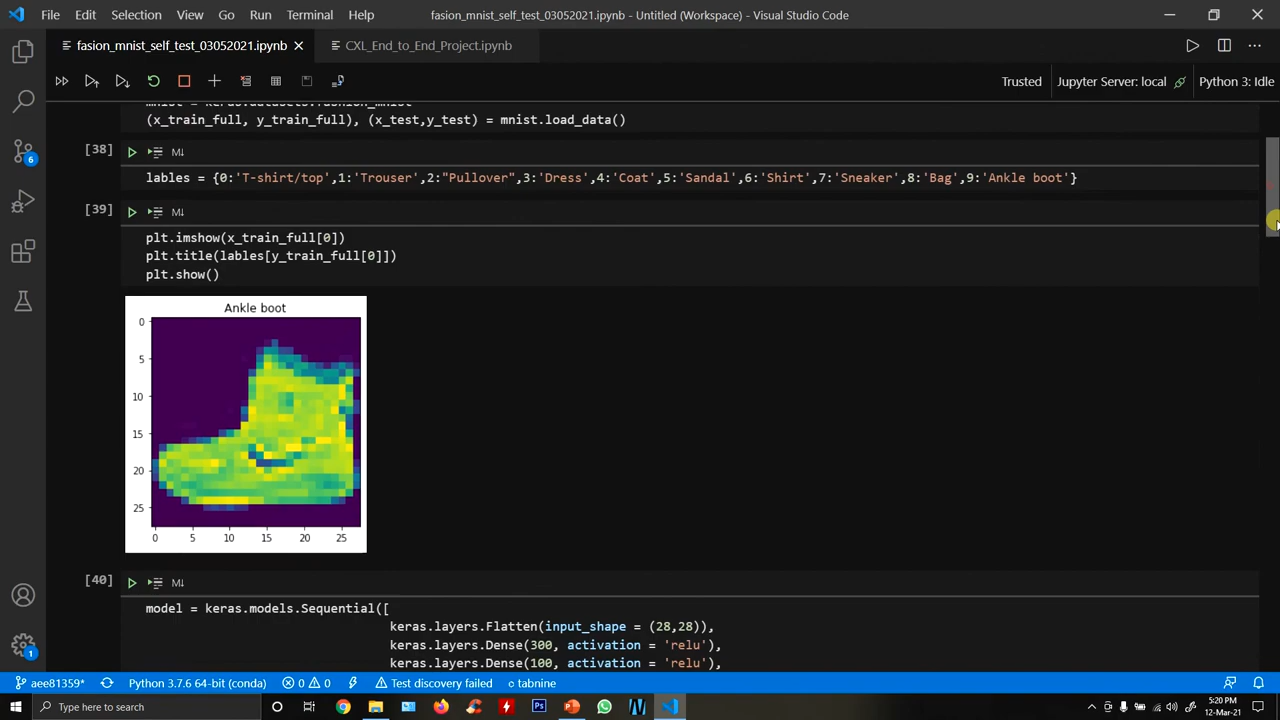 File Edit Selection View Go Run Terminal Help fasion_mnist_self_test_03052021.ipynb - Untitled (Workspace) - Visual Studio Code
fasion_mnist_self_test_03052021.ipynb CXL_End_to_End_Project.ipynb
Trusted Jupyter Server: local Python 3: Idle
mnist = keras.datasets.fashion_mnist
(x_train_full, y_train_full), (x_test,y_test) = mnist.load_data()
[38] M↓
lables = {0:'T-shirt/top',1:'Trouser',2:"Pullover",3:'Dress',4:'Coat',5:'Sandal',6:'Shirt',7:'Sneaker',8:'Bag',9:'Ankle boot'}
[39] M↓
plt.imshow(x_train_full[0])
plt.title(lables[y_train_full[0]])
plt.show()
Ankle boot
0
5
10
15
20
25
0 5 10 15 20 25
[40] M↓
model = keras.models.Sequential([
keras.layers.Flatten(input_shape = (28,28)),
keras.layers.Dense(300, activation = 'relu'),
keras.layers.Dense(100, activation = 'relu'),
6
1
aee81359* Python 3.7.6 64-bit (conda) 0 0 Test discovery failed tabnine
Type here to search
5:20 PM
12-Mar-21